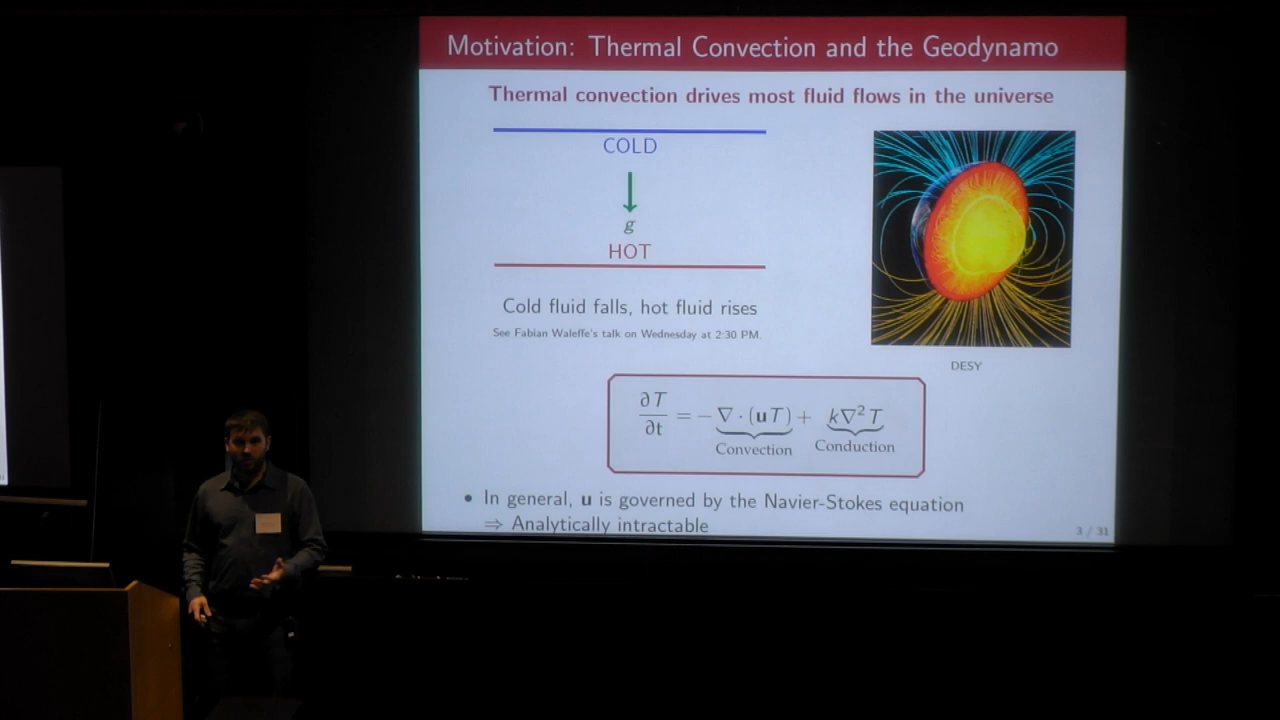 Motivation: Thermal Convection and the Geodynamo
Thermal convection drives most fluid flows in the universe
COLD
g
HOT
Cold fluid falls, hot fluid rises
See Fabian Waleffe's talk on Wednesday at 2:30 PM.
DESY
∂T/∂t = −∇ · (uT) + k∇²T
Convection Conduction
• In general, u is governed by the Navier-Stokes equation
⇒ Analytically intractable
3 / 31